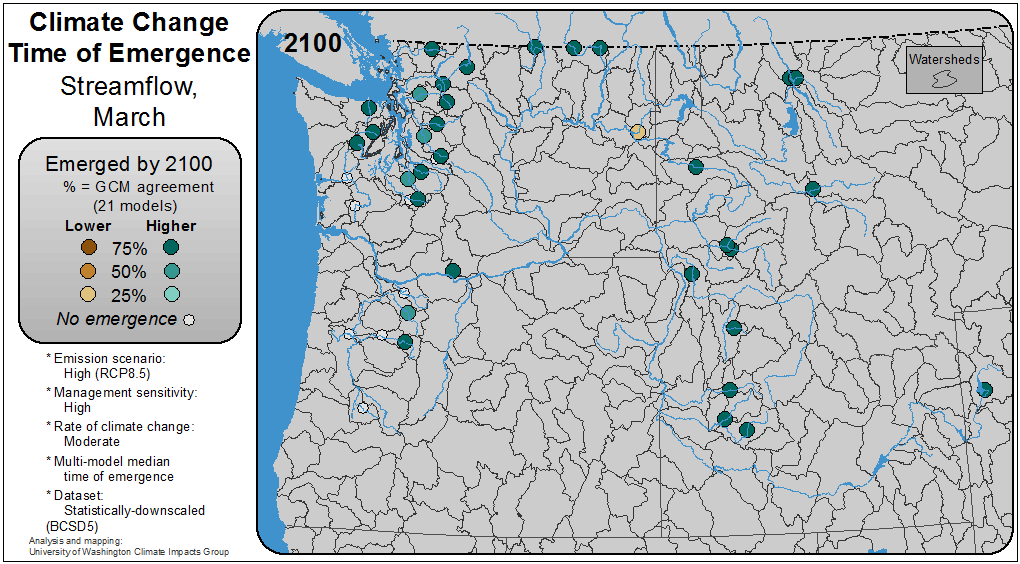 Climate Change
Time of Emergence
Streamflow,
March
Emerged by 2100
% = GCM agreement
(21 models)
Lower Higher
75%
50%
25%
No emergence
* Emission scenario:
High (RCP8.5)
* Management sensitivity:
High
* Rate of climate change:
Moderate
* Multi-model median
time of emergence
* Dataset:
Statistically-downscaled
(BCSD5)
Analysis and mapping:
University of Washington Climate Impacts Group
2100
Watersheds